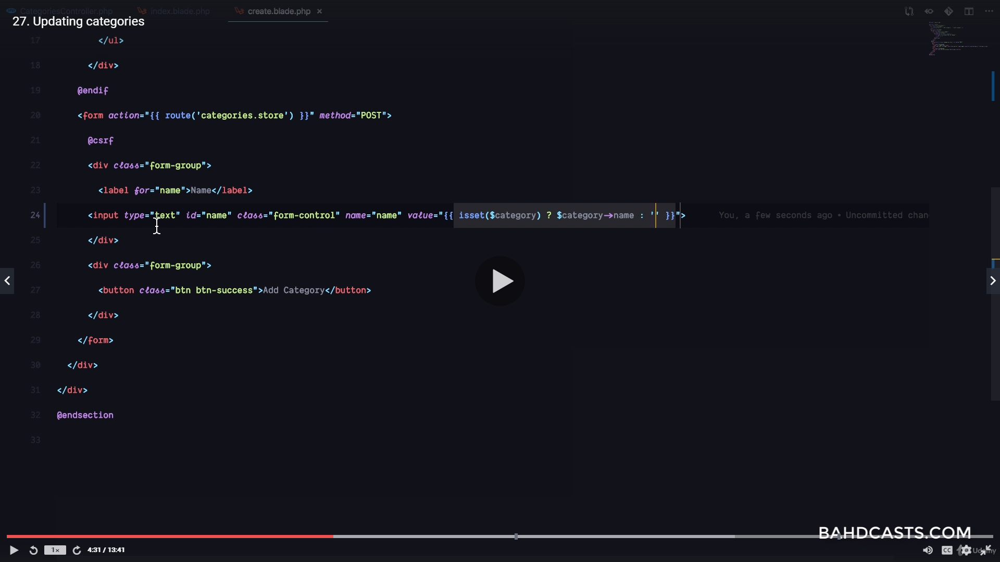 CategoriesController.php index.blade.php create.blade.php ×
27. Updating categories
17 </ul>
18 </div>
19 @endif
20 <form action="{{ route('categories.store') }}" method="POST">
21 @csrf
22 <div class="form-group">
23 <label for="name">Name</label>
24 <input type="text" id="name" class="form-control" name="name" value="{{ isset($category) ? $category->name : '' }}"> You, a few seconds ago • Uncommitted chan
25 </div>
26 <div class="form-group">
27 <button class="btn btn-success">Add Category</button>
28 </div>
29 </form>
30 </div>
31 </div>
32 @endsection
33
BAHDCASTS.COM
1x 4:31 / 13:41 CC Udemy